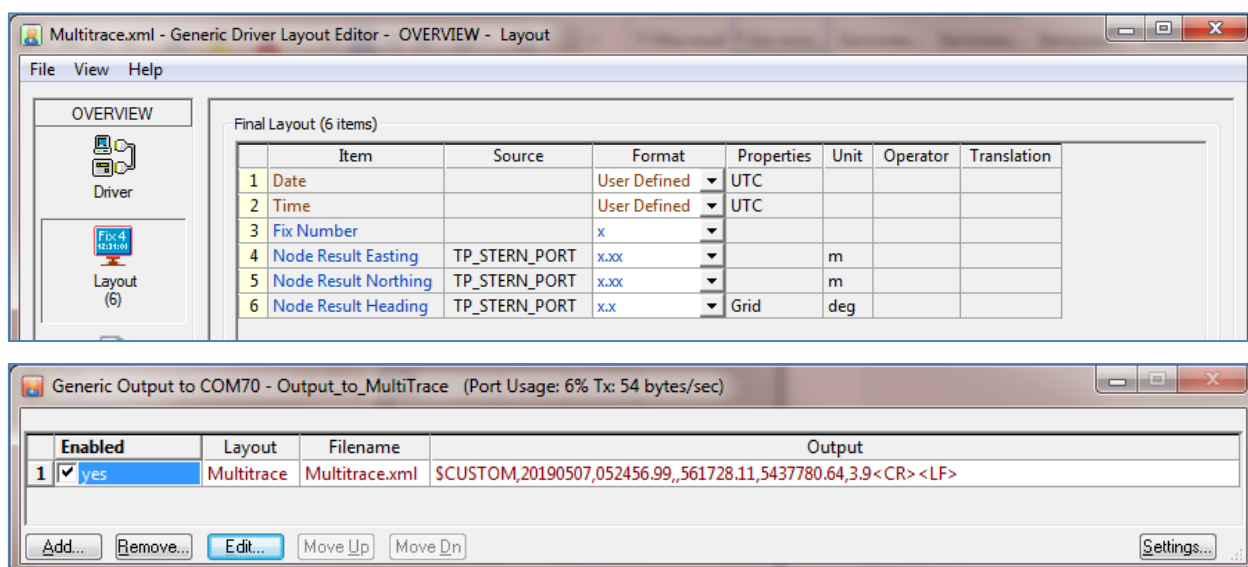 Multitrace.xml - Generic Driver Layout Editor - OVERVIEW - Layout
File View Help
OVERVIEW
Driver
Fix 4
12:31:01
Layout
(6)
Final Layout (6 items)
Item Source Format Properties Unit Operator Translation
1 Date User Defined UTC
2 Time User Defined UTC
3 Fix Number x
4 Node Result Easting TP_STERN_PORT x.xx m
5 Node Result Northing TP_STERN_PORT x.xx m
6 Node Result Heading TP_STERN_PORT x.x Grid deg
Generic Output to COM70 - Output_to_MultiTrace (Port Usage: 6% Tx: 54 bytes/sec)
Enabled Layout Filename Output
1 yes Multitrace Multitrace.xml $CUSTOM,20190507,052456.99,,561728.11,5437780.64,3.9<CR><LF>
Add... Remove... Edit... Move Up Move Dn Settings...